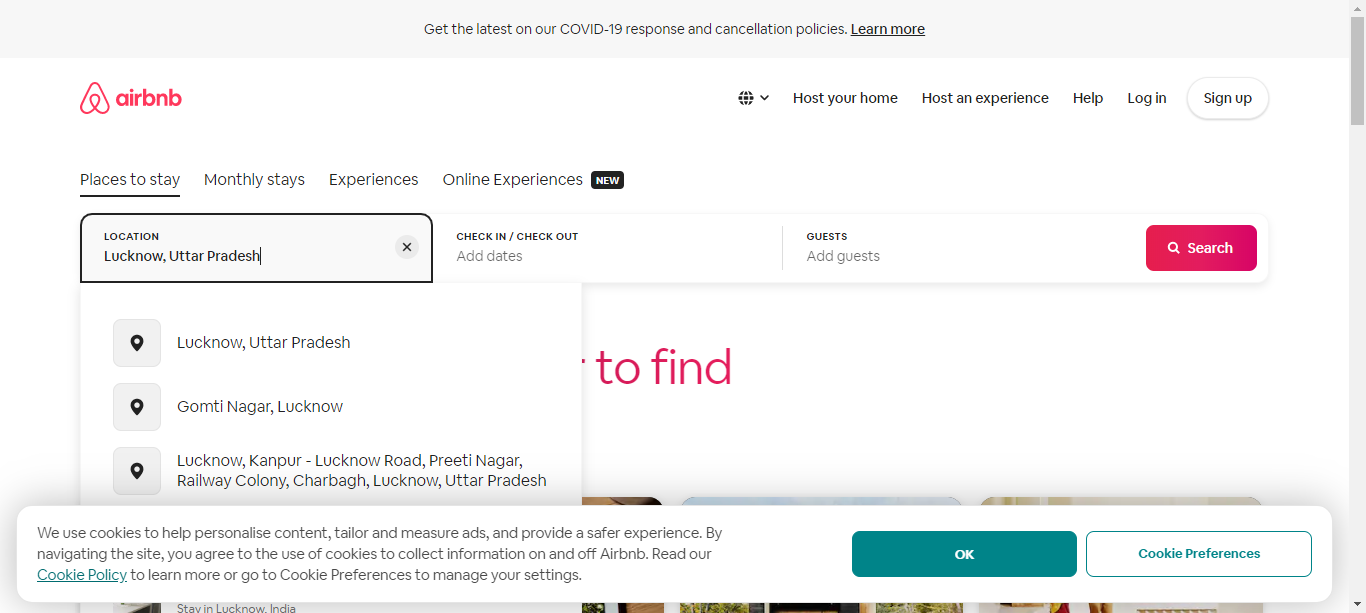 Get the latest on our COVID-19 response and cancellation policies. Learn more
airbnb
Host your home
Host an experience
Help
Log in
Sign up
Places to stay
Monthly stays
Experiences
Online Experiences
NEW
LOCATION
Lucknow, Uttar Pradesh
CHECK IN / CHECK OUT
Add dates
GUESTS
Add guests
Search
to find
Lucknow, Uttar Pradesh
Gomti Nagar, Lucknow
Lucknow, Kanpur - Lucknow Road, Preeti Nagar,
Railway Colony, Charbagh, Lucknow, Uttar Pradesh
We use cookies to help personalise content, tailor and measure ads, and provide a safer experience. By
navigating the site, you agree to the use of cookies to collect information on and off Airbnb. Read our
Cookie Policy to learn more or go to Cookie Preferences to manage your settings.
OK
Cookie Preferences
Stay in Lucknow, India